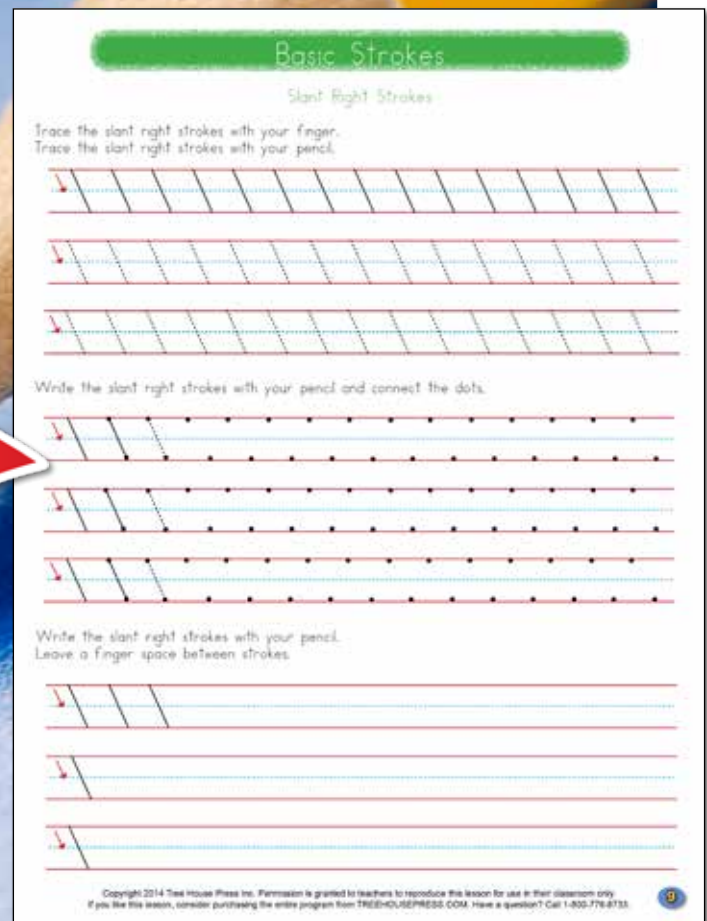 Basic Strokes
Slant Right Strokes
Trace the slant right strokes with your finger.
Trace the slant right strokes with your pencil.
Write the slant right strokes with your pencil and connect the dots.
Write the slant right strokes with your pencil.
Leave a finger space between strokes.
Copyright 2014 Tree House Press Inc. Permission is granted to teachers to reproduce this lesson for use in their classroom only.
If you like this lesson, consider purchasing the entire program from TREEHOUSEPRESS.COM. Have a question? Call 1-800-776-8733.
9